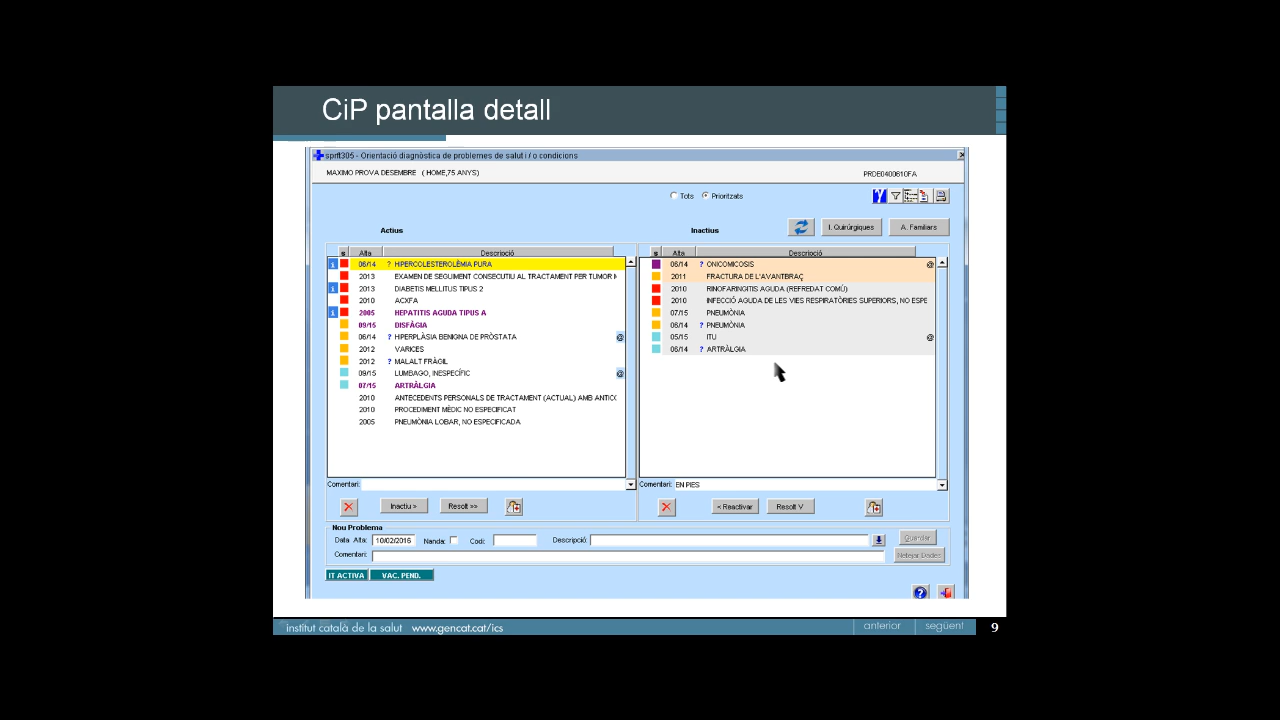 CiP pantalla detall
sprtt305 - Orientació diagnòstica de problemes de salut i / o condicions
MAXIMO PROVA DESEMBRE ( HOME,75 ANYS)
PRDE0400610FA
Tots Prioritzats
Actius
Inactius
I. Quirúrgiques
A. Familiars
s Alta Descripció
06/14 ? HIPERCOLESTEROLÈMIA PURA
2013 EXAMEN DE SEGUIMENT CONSECUTIU AL TRACTAMENT PER TUMOR
2013 DIABETIS MELLITUS TIPUS 2
2010 ACXFA
2005 HEPATITIS AGUDA TIPUS A
09/15 DISFÀGIA
06/14 ? HIPERPLÀSIA BENIGNA DE PRÒSTATA @
2012 VARICES
2012 ? MALALT FRÀGIL
09/15 LUMBAGO, INESPECÍFIC @
07/15 ARTRÀLGIA
2010 ANTECEDENTS PERSONALS DE TRACTAMENT (ACTUAL) AMB ANTIC
2010 PROCEDIMENT MÈDIC NO ESPECIFICAT
2005 PNEUMÒNIA LOBAR, NO ESPECIFICADA
Comentari:
Inactiu > Resolt >>
s Alta Descripció
06/14 ? ONICOMICOSIS @
2011 FRACTURA DE L'AVANTBRAÇ
2010 RINOFARINGITIS AGUDA (REFREDAT COMÚ)
2010 INFECCIÓ AGUDA DE LES VIES RESPIRATÒRIES SUPERIORS, NO ESPE
07/15 PNEUMÒNIA
06/14 ? PNEUMÒNIA
05/15 ITU @
06/14 ? ARTRÀLGIA
Comentari: EN PIES
< Reactivar Resolt V
Nou Problema
Data Alta: 10/02/2016 Nanda: Codi: Descripció: Guardar
Comentari: Netejar Dades
IT ACTIVA VAC. PEND.
institut català de la salut www.gencat.cat/ics
anterior següent 9